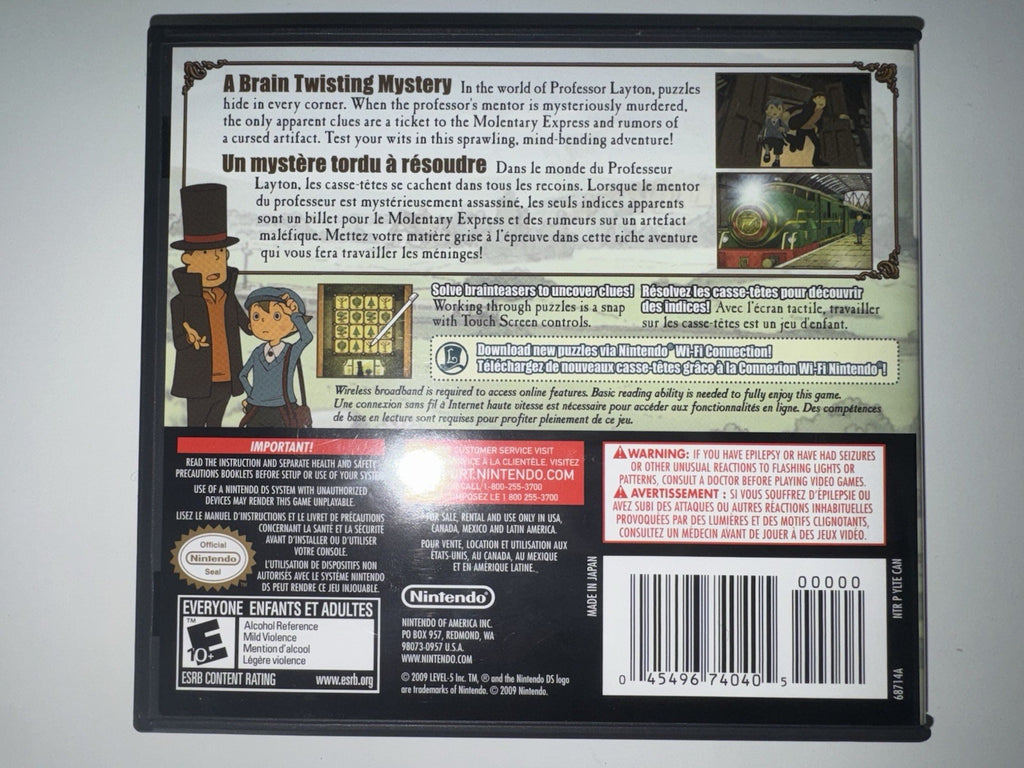 A Brain Twisting Mystery In the world of Professor Layton, puzzles
hide in every corner. When the professor's mentor is mysteriously murdered,
the only apparent clues are a ticket to the Molentary Express and rumors of
a cursed artifact. Test your wits in this sprawling, mind-bending adventure!
Un mystère tordu à résoudre Dans le monde du Professeur
Layton, les casse-têtes se cachent dans tous les recoins. Lorsque le mentor
du professeur est mystérieusement assassiné, les seuls indices apparents
sont un billet pour le Molentary Express et des rumeurs sur un artefact
maléfique. Mettez votre matière grise à l'épreuve dans cette riche aventure
qui vous fera travailler les méninges!
Solve brainteasers to uncover clues!
Working through puzzles is a snap
with Touch Screen controls.
Résolvez les casse-têtes pour découvrir
des indices! Avec l'écran tactile, travailler
sur les casse-têtes est un jeu d'enfant.
L
Download new puzzles via Nintendo® Wi-Fi Connection!
Téléchargez de nouveaux casse-têtes grâce à la Connexion Wi-Fi Nintendo®!
Wireless broadband is required to access online features. Basic reading ability is needed to fully enjoy this game.
Une connexion sans fil à Internet haute vitesse est nécessaire pour accéder aux fonctionnalités en ligne. Des compétences
de base en lecture sont requises pour profiter pleinement de ce jeu.
IMPORTANT!
READ THE INSTRUCTION AND SEPARATE HEALTH AND SAFETY
PRECAUTIONS BOOKLETS BEFORE SETUP OR USE OF YOUR SYSTEM
USE OF A NINTENDO DS SYSTEM WITH UNAUTHORIZED
DEVICES MAY RENDER THIS GAME UNPLAYABLE.
LISEZ LE MANUEL D'INSTRUCTIONS ET LE LIVRET DE PRÉCAUTIONS
CONCERNANT LA SANTÉ ET LA SÉCURITÉ
AVANT D'INSTALLER OU D'UTILISER
VOTRE CONSOLE.
L'UTILISATION DE DISPOSITIFS NON
AUTORISÉS AVEC LE SYSTÈME NINTENDO
DS PEUT RENDRE CE JEU INJOUABLE.
Official
Nintendo
Seal
EVERYONE ENFANTS ET ADULTES
E
10+
TM
Alcohol Reference
Mild Violence
Mention d'alcool
Légère violence
ESRB CONTENT RATING www.esrb.org
CUSTOMER SERVICE VISIT
SERVICE À LA CLIENTÈLE, VISITEZ
RT.NINTENDO.COM
CALL 1-800-255-3700
COMPOSEZ LE 1 800 255-3700
FOR SALE, RENTAL AND USE ONLY IN USA,
CANADA, MEXICO AND LATIN AMERICA.
POUR VENTE, LOCATION ET UTILISATION AUX
ÉTATS-UNIS, AU CANADA, AU MEXIQUE
ET EN AMÉRIQUE LATINE.
Nintendo®
NINTENDO OF AMERICA INC.
PO BOX 957, REDMOND, WA
98073-0957 U.S.A.
WWW.NINTENDO.COM
© 2009 LEVEL-5 Inc. TM, ® and the Nintendo DS logo
are trademarks of Nintendo. © 2009 Nintendo.
WARNING: IF YOU HAVE EPILEPSY OR HAVE HAD SEIZURES
OR OTHER UNUSUAL REACTIONS TO FLASHING LIGHTS OR
PATTERNS, CONSULT A DOCTOR BEFORE PLAYING VIDEO GAMES.
AVERTISSEMENT : SI VOUS SOUFFREZ D'ÉPILEPSIE OU
AVEZ SUBI DES ATTAQUES OU AUTRES RÉACTIONS INHABITUELLES
PROVOQUÉES PAR DES LUMIÈRES ET DES MOTIFS CLIGNOTANTS,
CONSULTEZ UN MÉDECIN AVANT DE JOUER À DES JEUX VIDÉO.
MADE IN JAPAN
00000
0 45496 74040 5
NTR P YLTE CAN
68714A